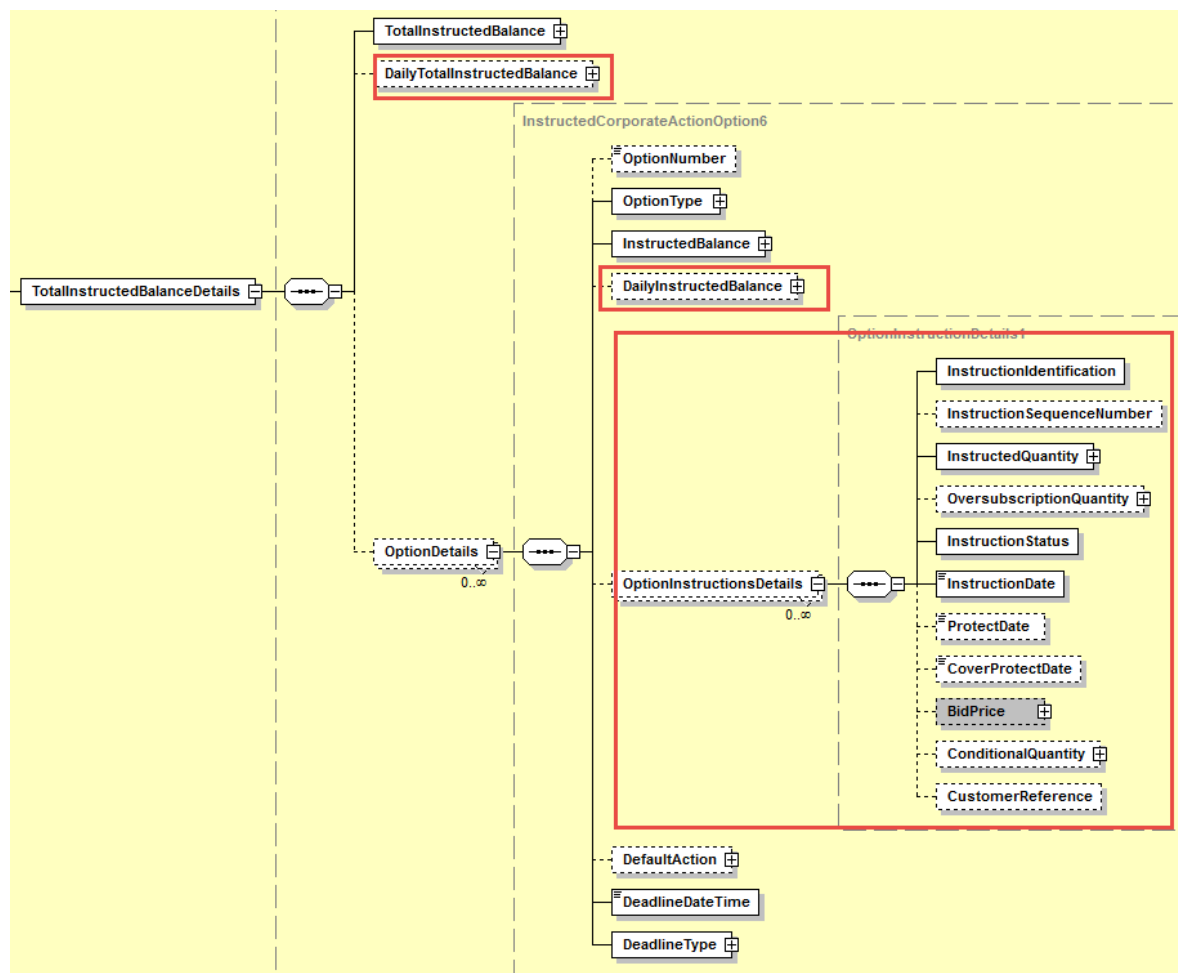 TotalInstructedBalance
DailyTotalInstructedBalance
InstructedCorporateActionOption6
OptionNumber
OptionType
InstructedBalance
DailyInstructedBalance
TotalInstructedBalanceDetails
OptionInstructionDetails1
InstructionIdentification
InstructionSequenceNumber
InstructedQuantity
OversubscriptionQuantity
InstructionStatus
OptionDetails
0..∞
OptionInstructionsDetails
0..∞
InstructionDate
ProtectDate
CoverProtectDate
BidPrice
ConditionalQuantity
CustomerReference
DefaultAction
DeadlineDateTime
DeadlineType